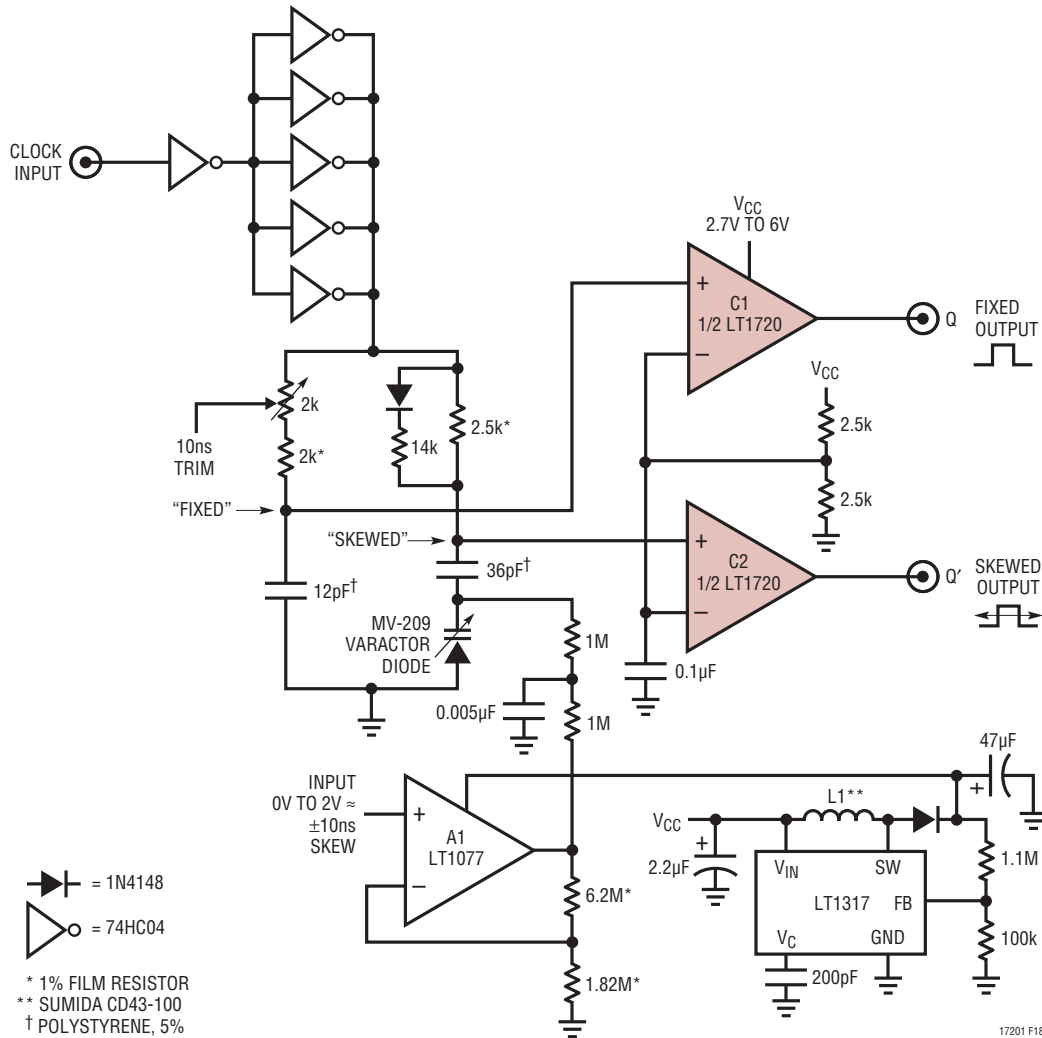 CLOCK
INPUT
VCC
2.7V TO 6V
+
C1
1/2 LT1720
–
Q
FIXED
OUTPUT
VCC
2.5k
2.5k
2k
10ns
TRIM
2k*
14k
2.5k*
"FIXED"
"SKEWED"
12pF†
36pF†
MV-209
VARACTOR
DIODE
1M
0.005µF
1M
+
C2
1/2 LT1720
–
Q′
SKEWED
OUTPUT
0.1µF
INPUT
0V TO 2V ≈
±10ns
SKEW
+
A1
LT1077
–
6.2M*
1.82M*
47µF
+
L1**
VCC
+
2.2µF
VIN
SW
LT1317
FB
VC
GND
1.1M
100k
200pF
= 1N4148
= 74HC04
* 1% FILM RESISTOR
** SUMIDA CD43-100
† POLYSTYRENE, 5%
17201 F18